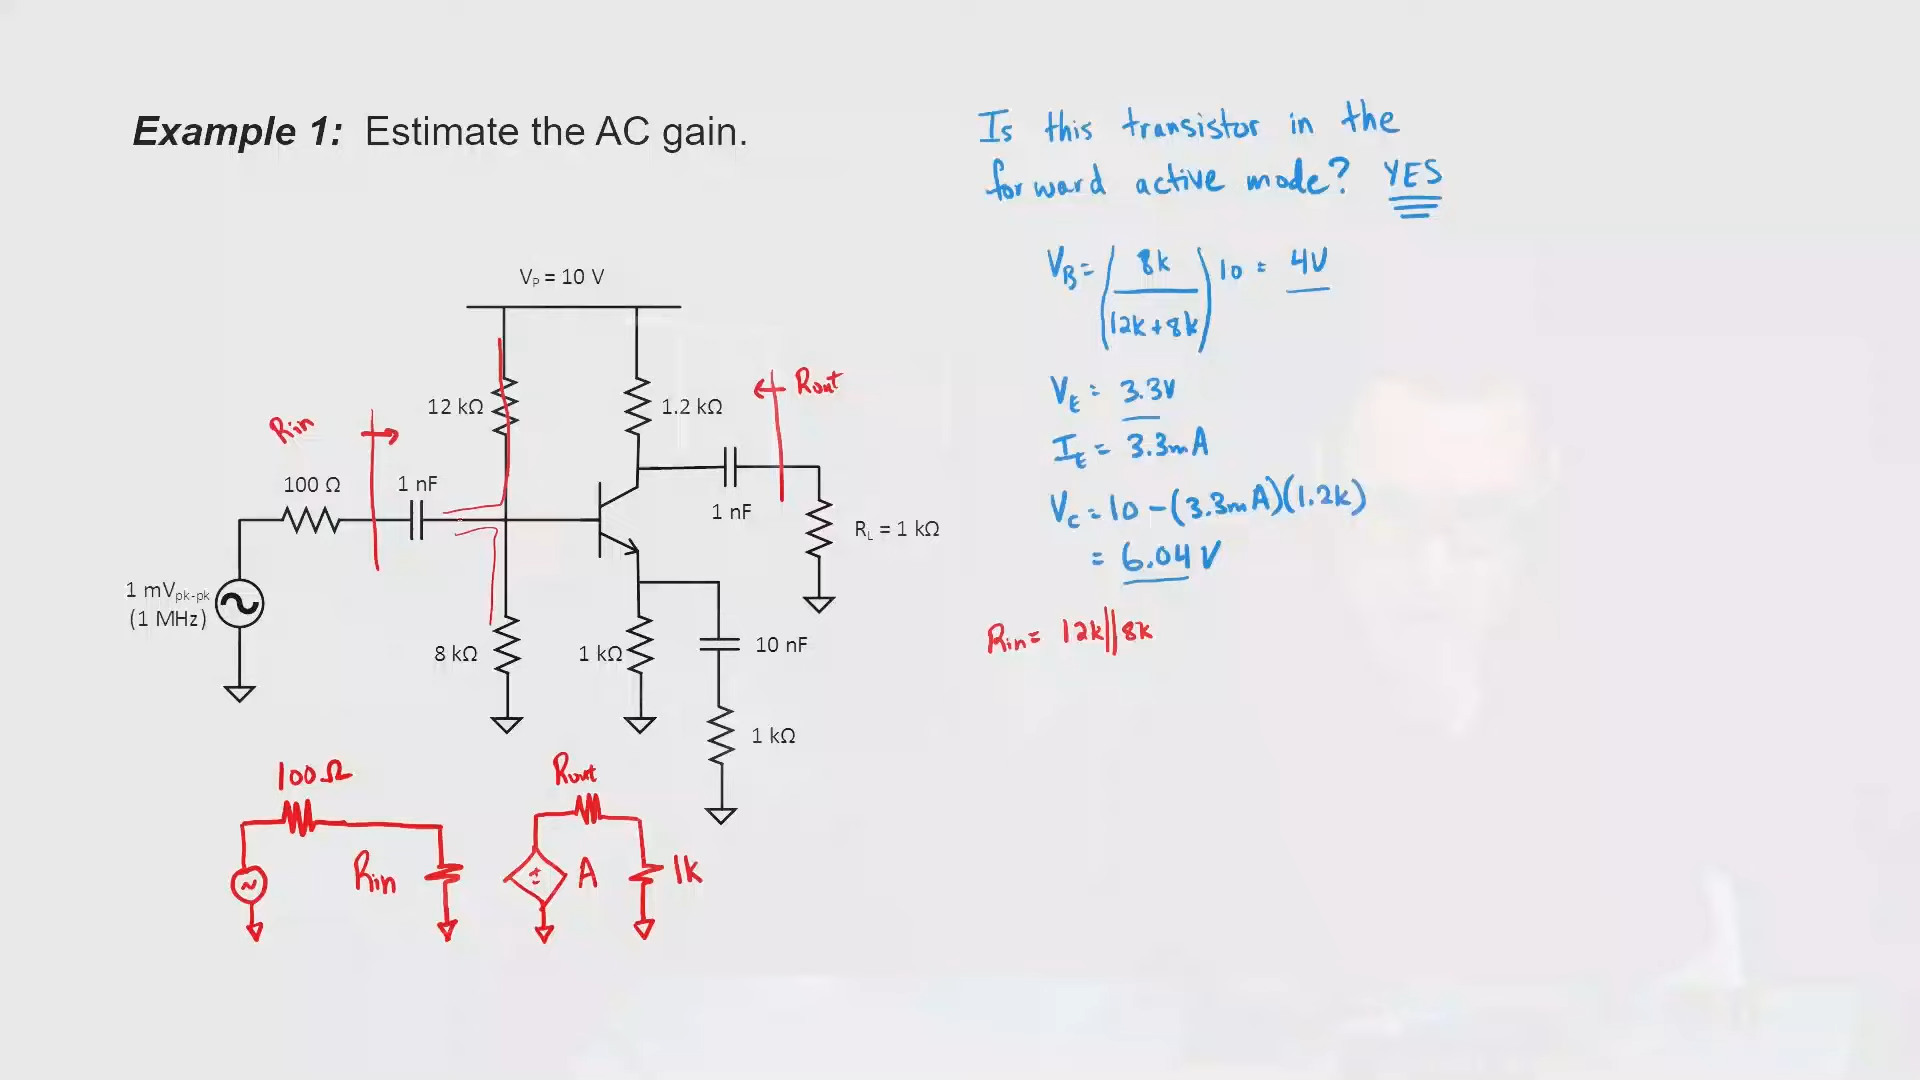 Example 1: Estimate the AC gain.
Is this transistor in the
forward active mode? YES
V_P = 10 V
V_B = (8k / (12k + 8k)) 10 = 4V
V_E = 3.3V
I_E = 3.3mA
V_C = 10 - (3.3mA)(1.2k)
= 6.04 V
R_in = 12k || 8k
12 kΩ
1.2 kΩ
Rout
Rin
100 Ω
1 nF
1 nF
R_L = 1 kΩ
1 mV_pk-pk
(1 MHz)
8 kΩ
1 kΩ
10 nF
1 kΩ
100Ω
Rout
Rin
A
1k